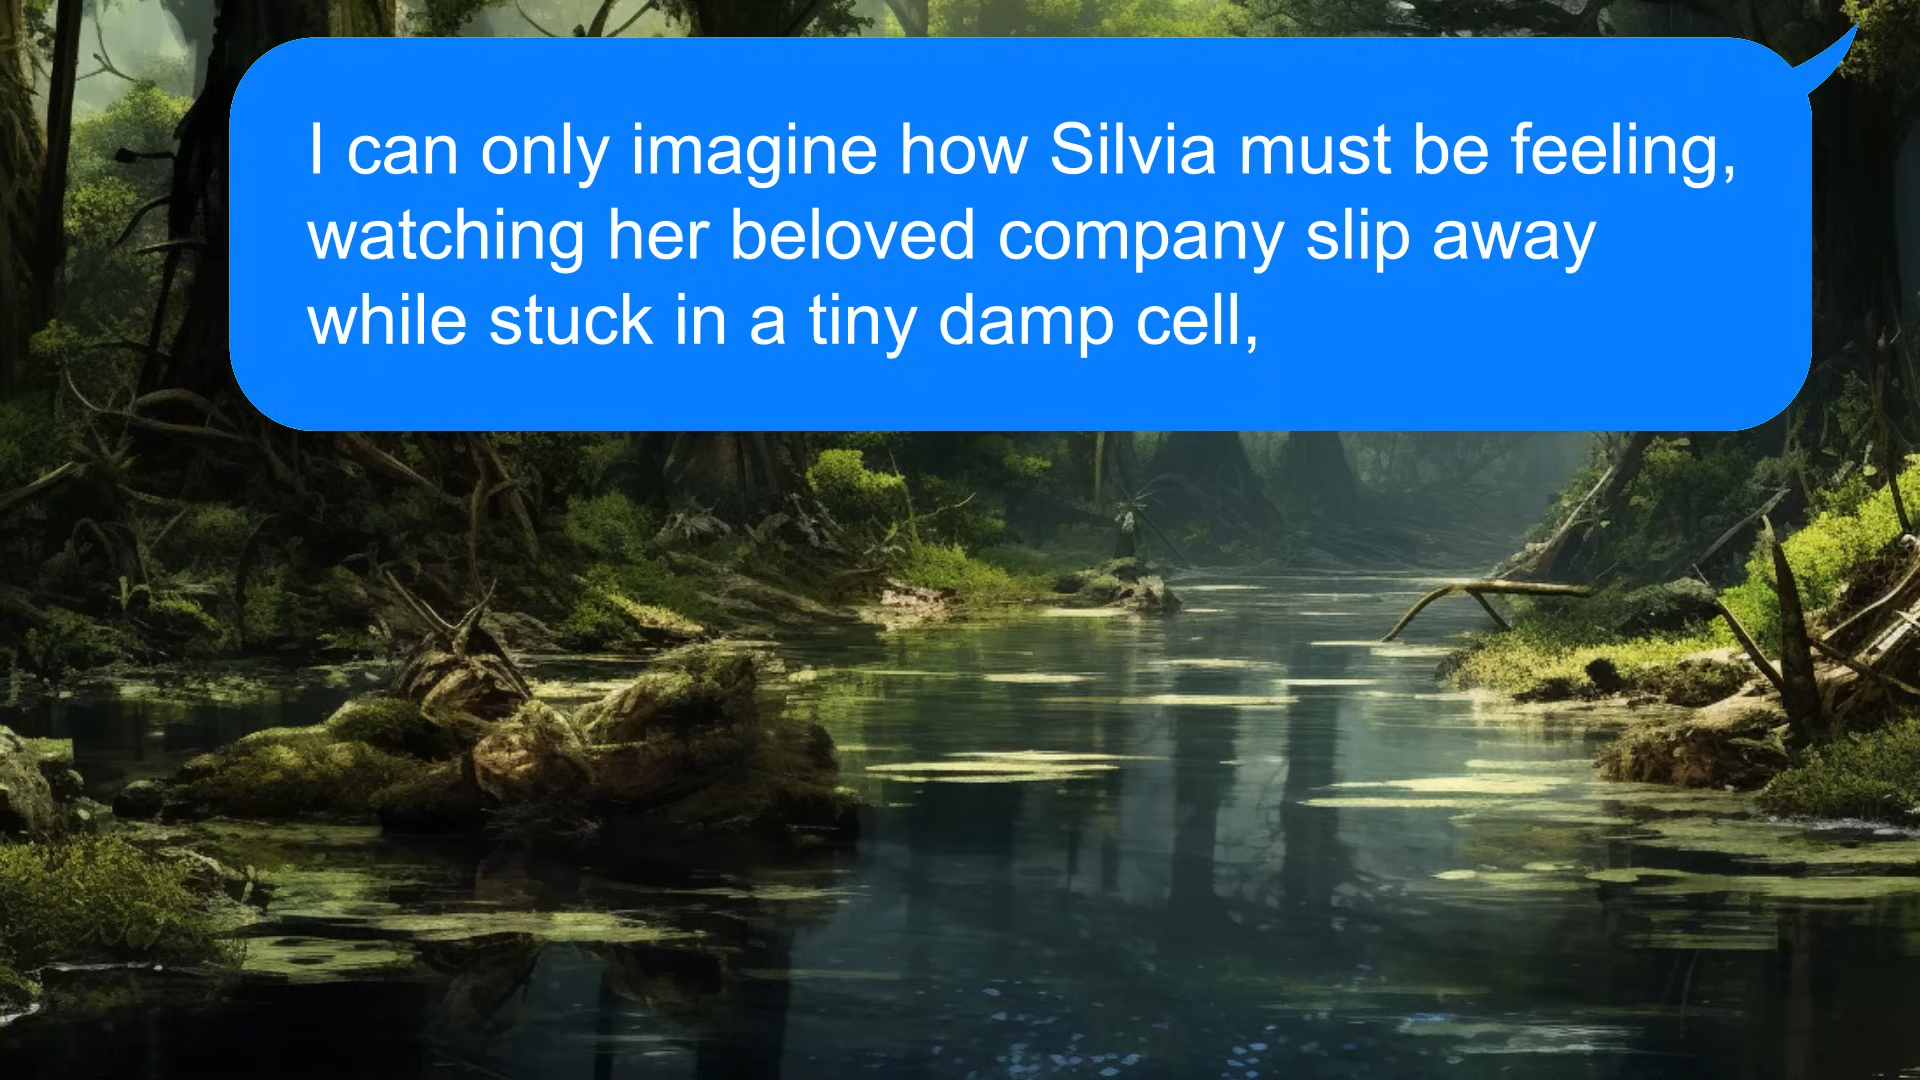 I can only imagine how Silvia must be feeling,
watching her beloved company slip away
while stuck in a tiny damp cell,